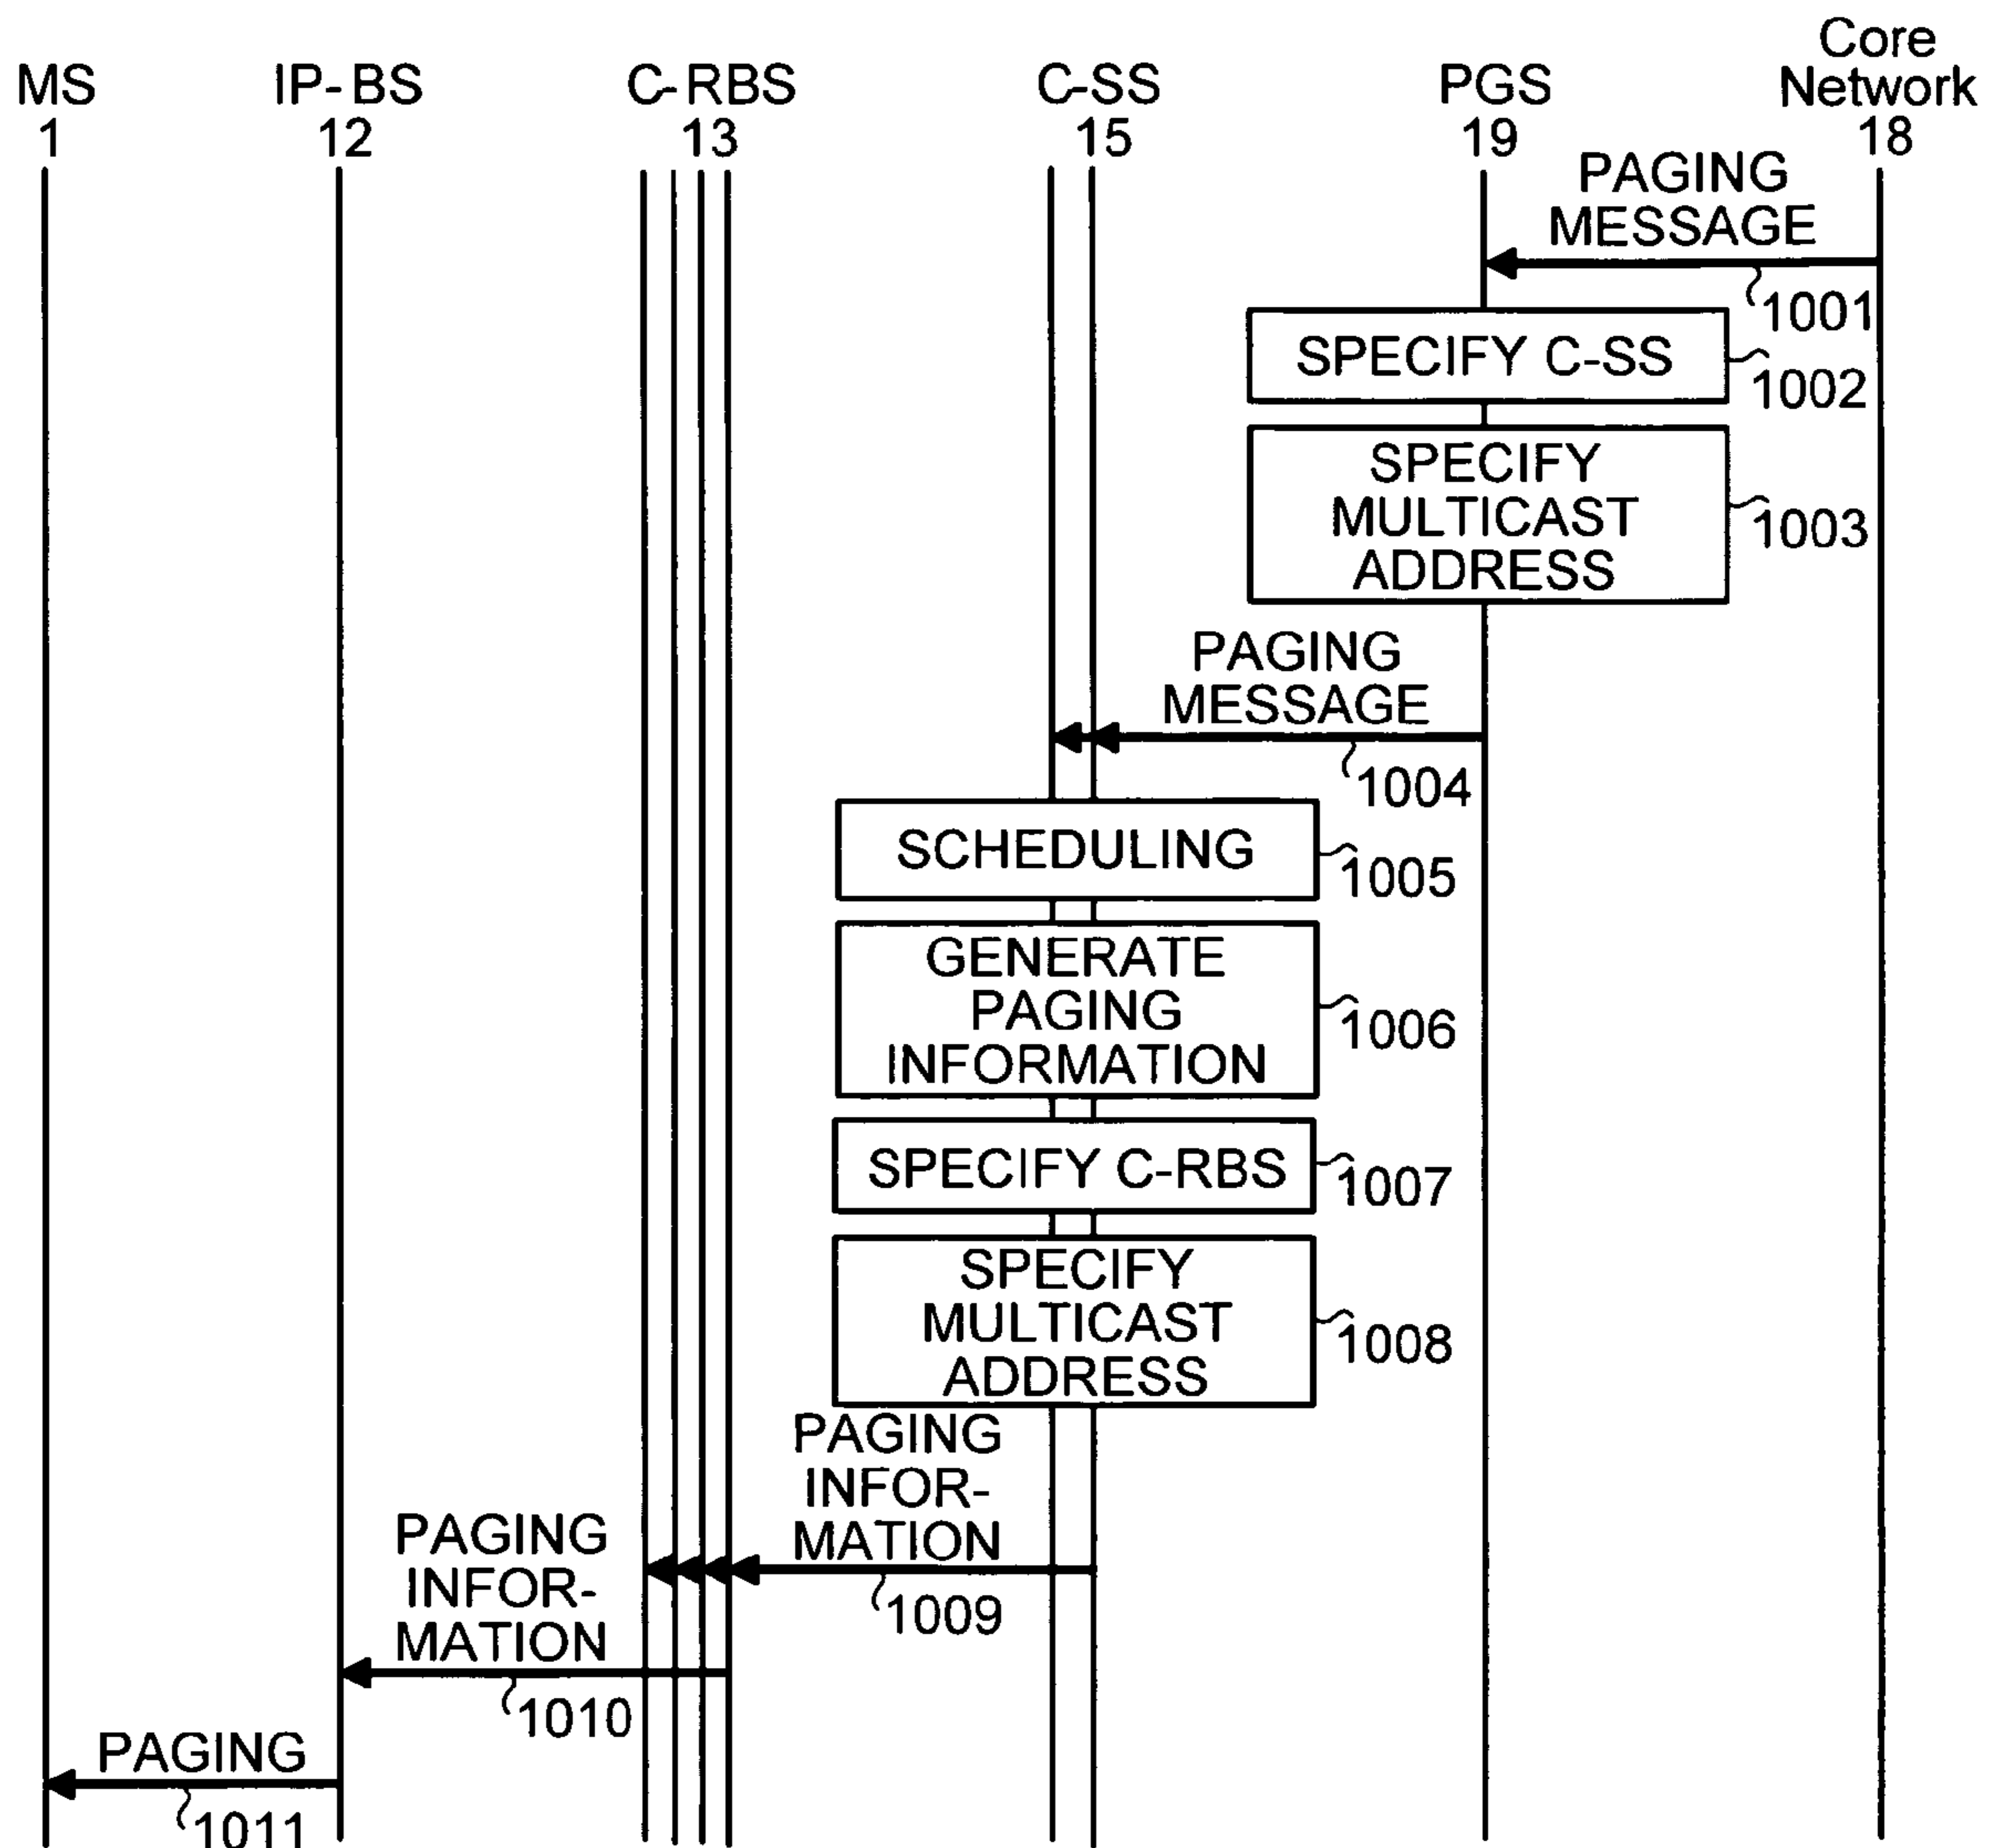 MS
1
IP-BS
12
C-RBS
13
C-SS
15
PGS
19
Core
Network
18
PAGING
MESSAGE
1001
SPECIFY C-SS
1002
SPECIFY
MULTICAST
ADDRESS
1003
PAGING
MESSAGE
1004
SCHEDULING
1005
GENERATE
PAGING
INFORMATION
1006
SPECIFY C-RBS
1007
SPECIFY
MULTICAST
ADDRESS
1008
PAGING
INFOR-
MATION
1009
PAGING
INFOR-
MATION
1010
PAGING
1011